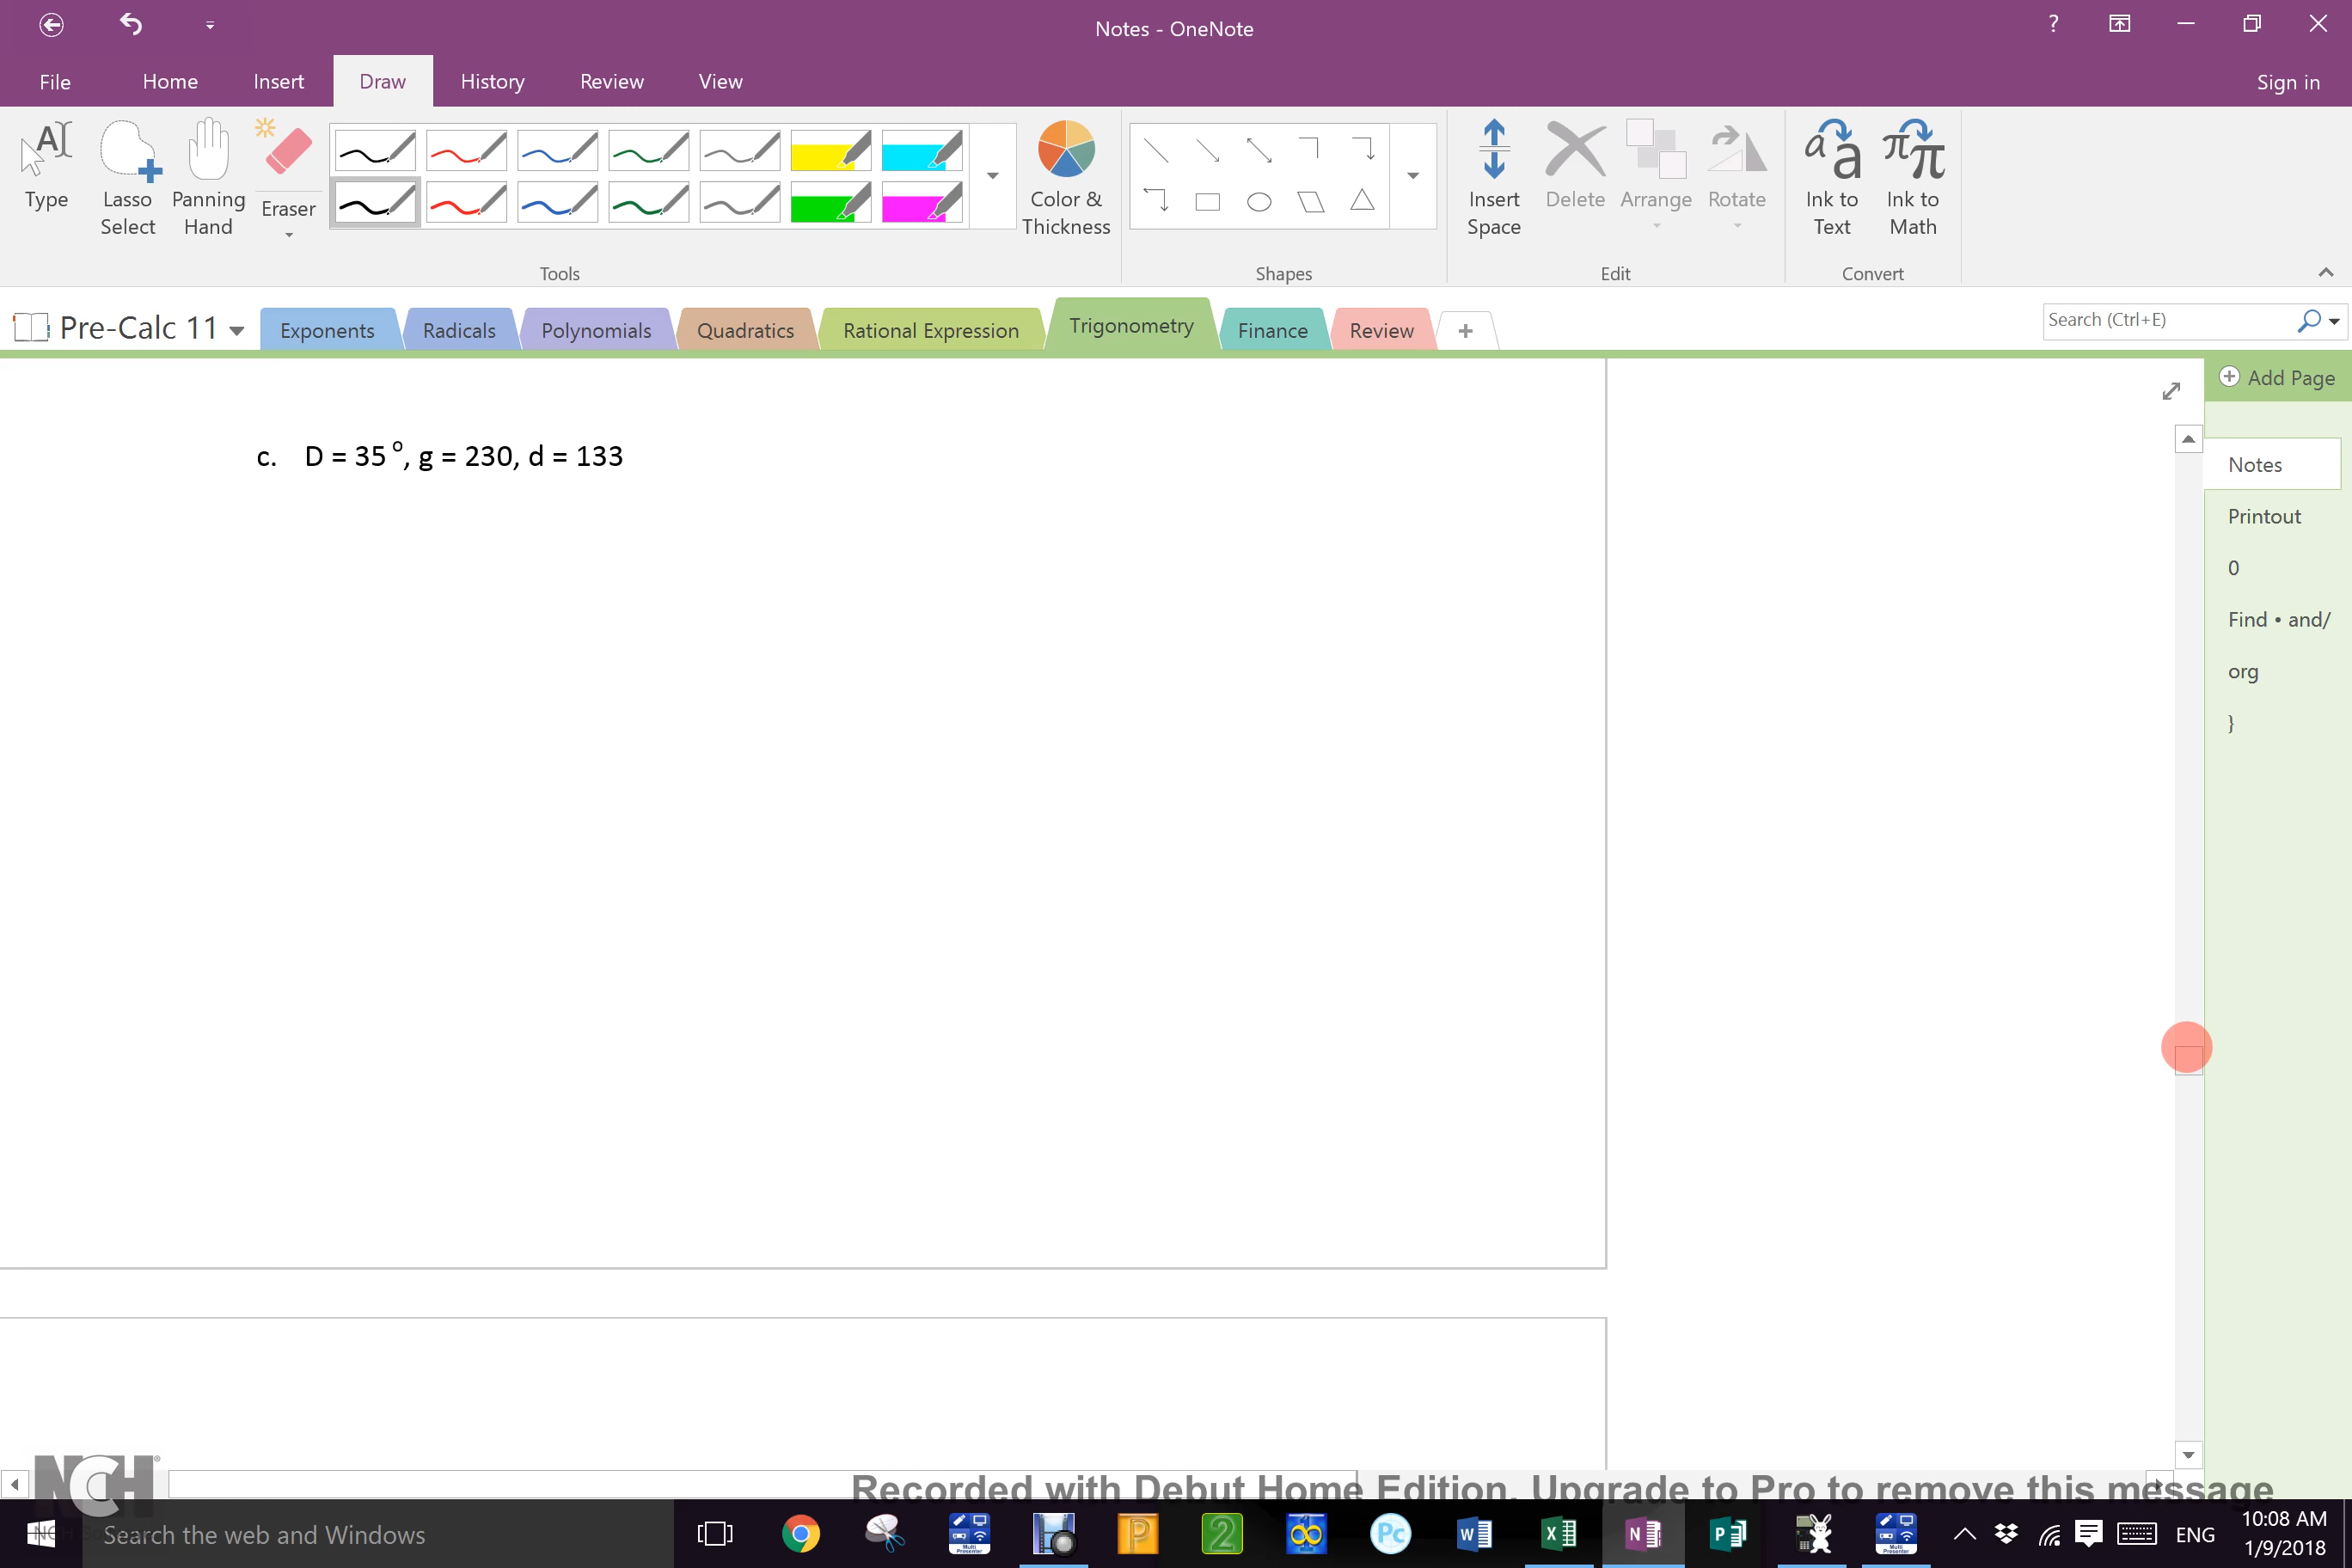 Notes - OneNote
?
File Home Insert Draw History Review View Sign in
Type
Lasso Select
Panning Hand
Eraser
Color & Thickness
Insert Space
Delete
Arrange
Rotate
Ink to Text
Ink to Math
Tools Shapes Edit Convert
Pre-Calc 11 Exponents Radicals Polynomials Quadratics Rational Expression Trigonometry Finance Review + Search (Ctrl+E)
Add Page
c. D = 35°, g = 230, d = 133
Notes
Printout
0
Find • and/
org
}
NCH
Recorded with Debut Home Edition. Upgrade to Pro to remove this message
Search the web and Windows
ENG
10:08 AM
1/9/2018